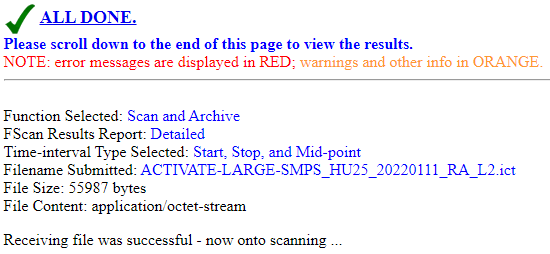 ALL DONE.
Please scroll down to the end of this page to view the results.
NOTE: error messages are displayed in RED; warnings and other info in ORANGE.
Function Selected: Scan and Archive
FScan Results Report: Detailed
Time-interval Type Selected: Start, Stop, and Mid-point
Filename Submitted: ACTIVATE-LARGE-SMPS_HU25_20220111_RA_L2.ict
File Size: 55987 bytes
File Content: application/octet-stream
Receiving file was successful - now onto scanning ...